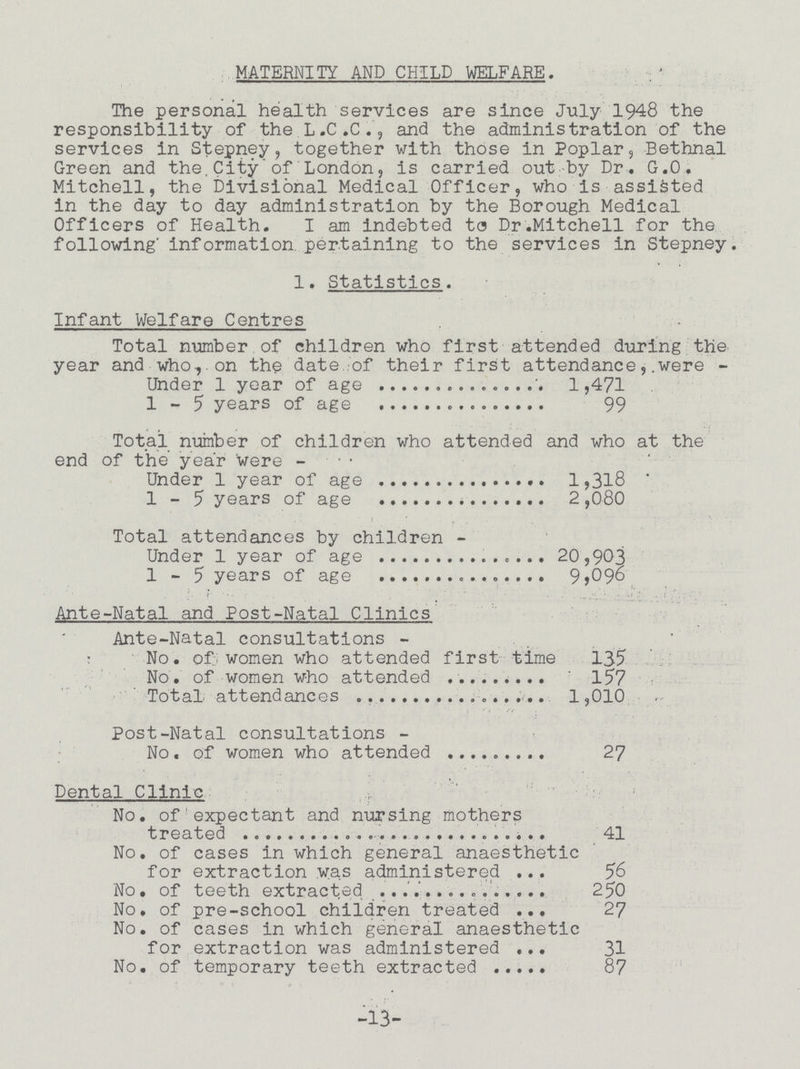 MATERNITY AND CHILD WELFARE.
The personal health services are since July 1948 the
responsibility of the L.C.C., and the administration of the
services in Stepney, together with those in Poplar, Bethnal
Green and the City of London, is carried out by Dr. G.O.
Mitchell, the Divisional Medical Officer, who is assisted
in the day to day administration by the Borough Medical
Officers of Health. I am indebted to Dr.Mitchell for the
following information pertaining to the services in Stepney.
1. Statistics.
Infant Welfare Centres
Total number of children who first attended during the
year and who, on the date of their first attendance, were -
Under 1 year of age ............... 1,471
1 - 5 years of age ............... 99
Total number of children who attended and who at the
end of the year were -
Under 1 year of age ............... 1,318
1 - 5 years of age ............... 2,080
Total attendances by children -
Under 1 year of age ............... 20,903
1 - 5 years of age ............... 9,096
Ante-Natal and Post-Natal Clinics
Ante-Natal consultations -
No. of women who attended first time 135
No. of women who attended ......... 157
Total attendances ................. 1,010
Post-Natal consultations -
No. of women who attended ......... 27
Dental Clinic
No. of expectant and nursing mothers
treated ............................ 41
No. of cases in which general anaesthetic
for extraction was administered ... 56
No. of teeth extracted ............... 250
No. of pre-school children treated ... 27
No. of cases in which general anaesthetic
for extraction was administered ... 31
No. of temporary teeth extracted ..... 87
-13-